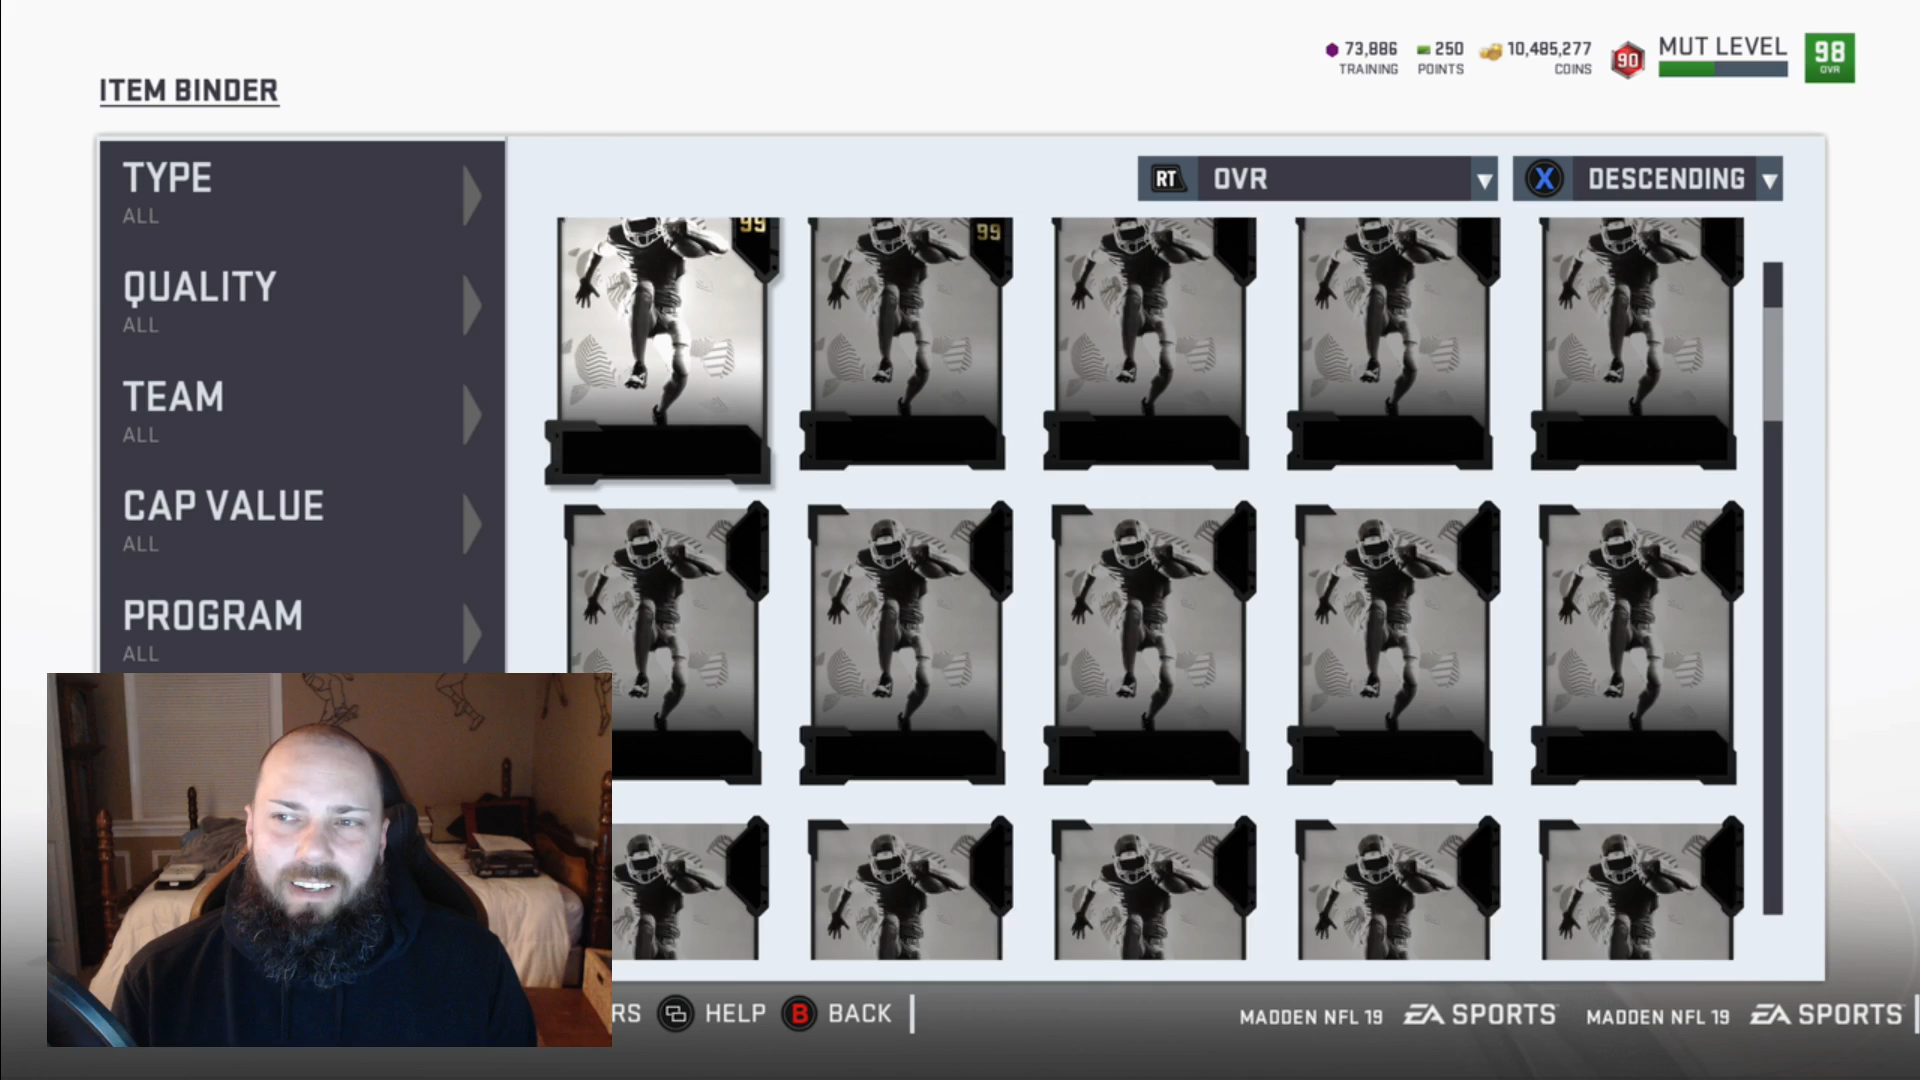 73,886 TRAINING
250 POINTS
10,485,277 COINS
90
MUT LEVEL
98 OVR
ITEM BINDER
TYPE
ALL
QUALITY
ALL
TEAM
ALL
CAP VALUE
ALL
PROGRAM
ALL
RT OVR
X DESCENDING
99
99
RS HELP B BACK
MADDEN NFL 19 EA SPORTS MADDEN NFL 19 EA SPORTS